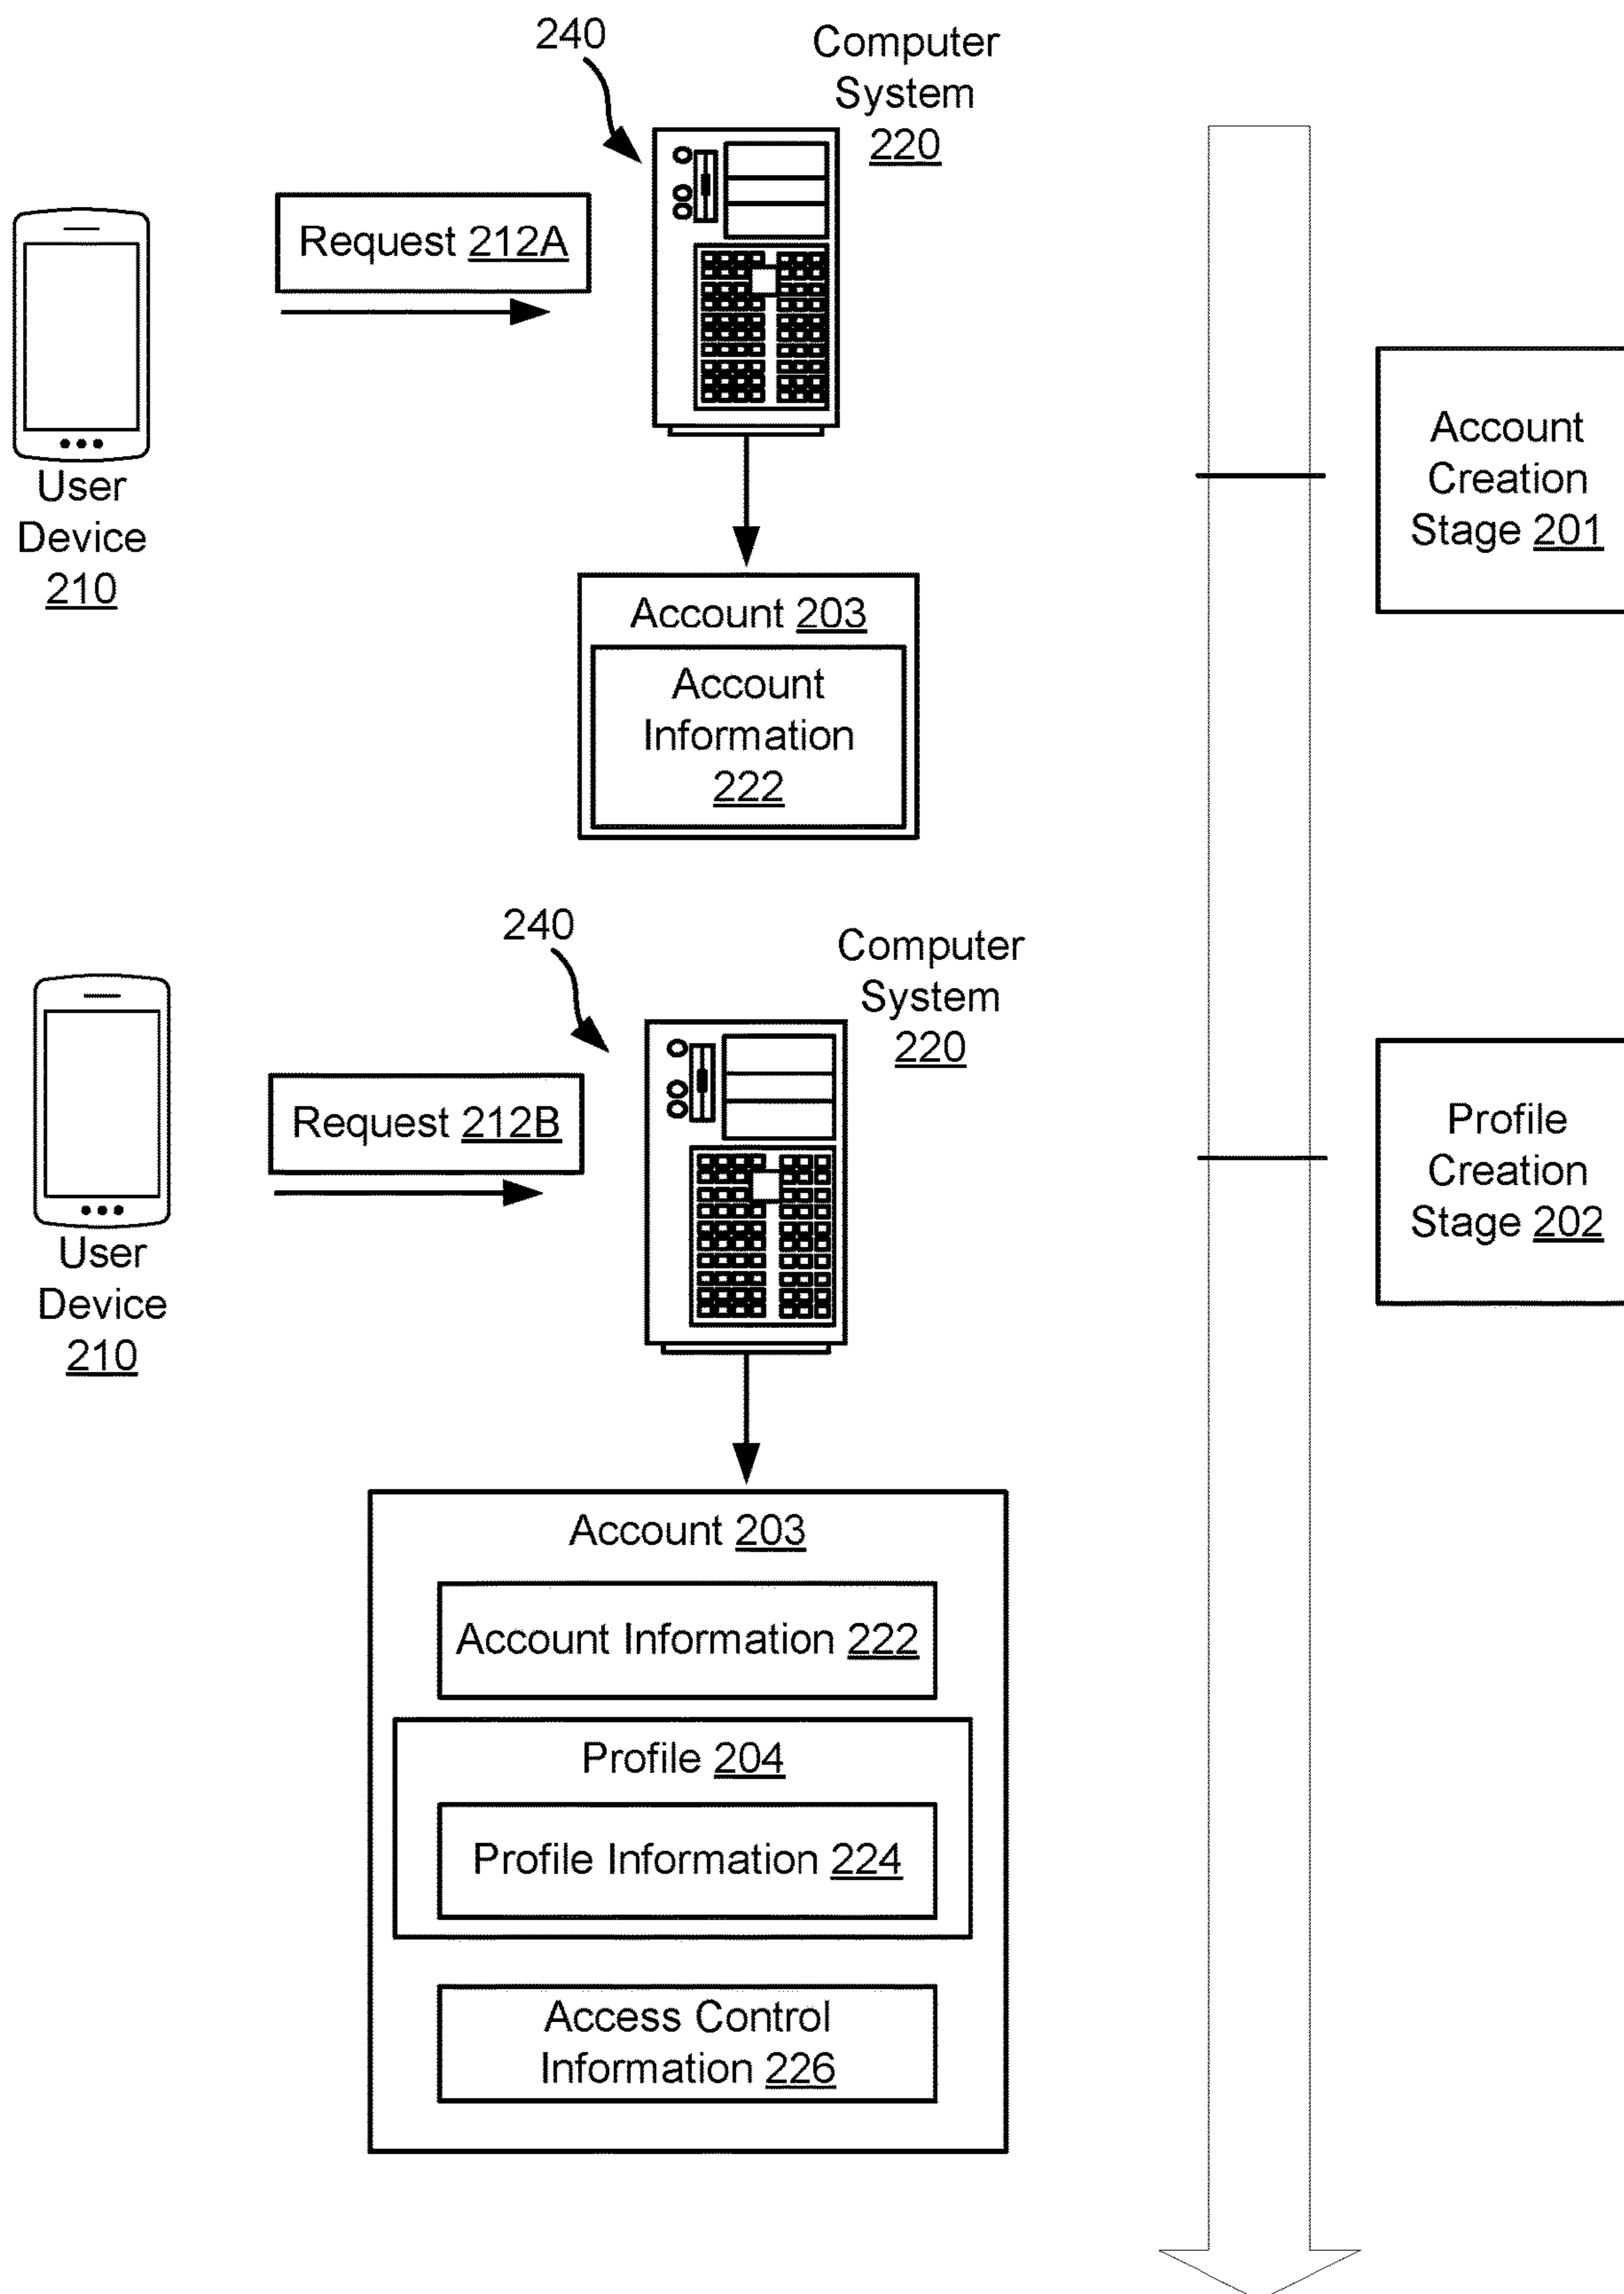 240
Computer
System
220
Request 212A
User
Device
210
Account
Creation
Stage 201
Account 203
Account
Information
222
240
Computer
System
220
Request 212B
User
Device
210
Profile
Creation
Stage 202
Account 203
Account Information 222
Profile 204
Profile Information 224
Access Control
Information 226